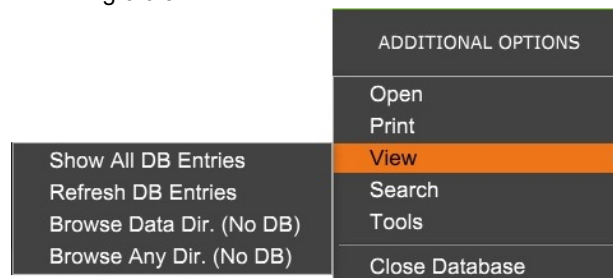 ADDITIONAL OPTIONS
Open
Print
View
Search
Tools
Close Database
Show All DB Entries
Refresh DB Entries
Browse Data Dir. (No DB)
Browse Any Dir. (No DB)